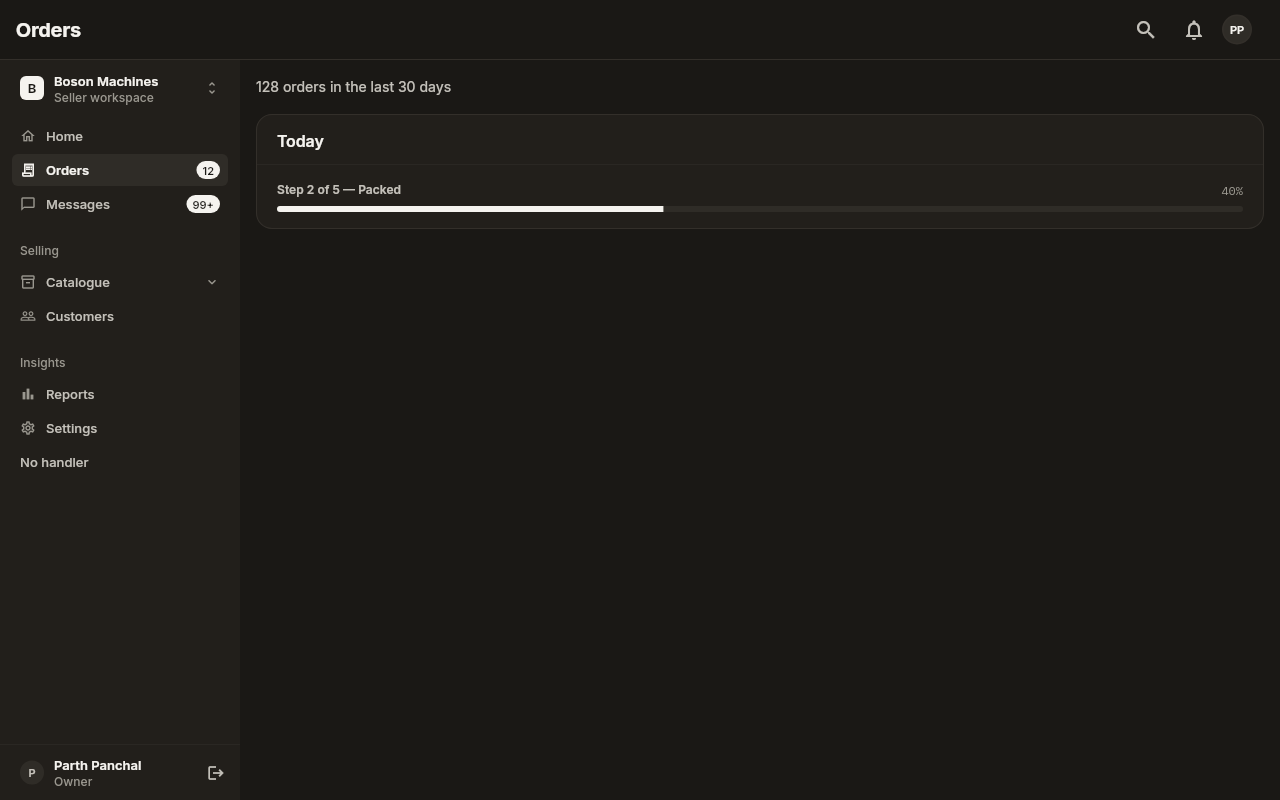 Orders
PP
B
Boson Machines
Seller workspace
Home
Orders
12
Messages
99+
Selling
Catalogue
Customers
Insights
Reports
Settings
No handler
P
Parth Panchal
Owner
128 orders in the last 30 days
Today
Step 2 of 5 — Packed
40%